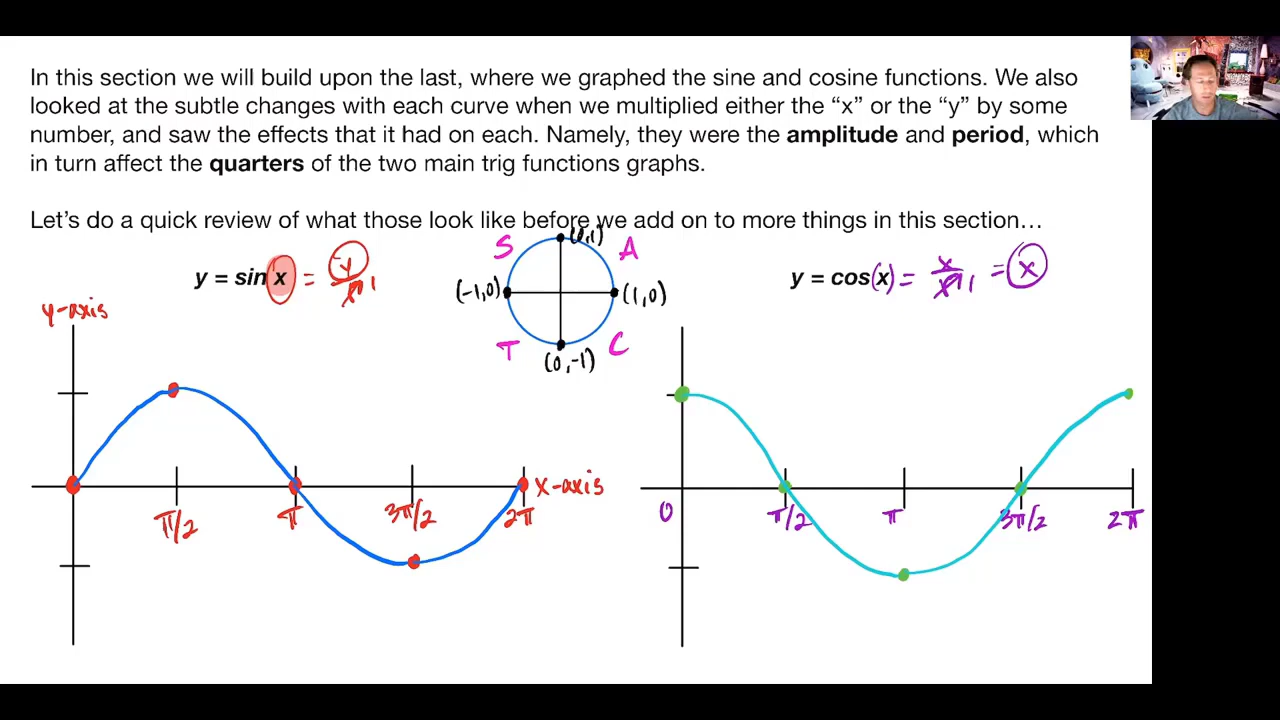 In this section we will build upon the last, where we graphed the sine and cosine functions. We also
looked at the subtle changes with each curve when we multiplied either the “x” or the “y” by some
number, and saw the effects that it had on each. Namely, they were the amplitude and period, which
in turn affect the quarters of the two main trig functions graphs.
Let’s do a quick review of what those look like before we add on to more things in this section…
S (0,1) A
y = sin x = y/r 1
(-1,0) (1,0)
y = cos(x) = x/r 1 = x
T (0,-1) C
y-axis
x-axis
π/2 π 3π/2 2π
0 π/2 π 3π/2 2π